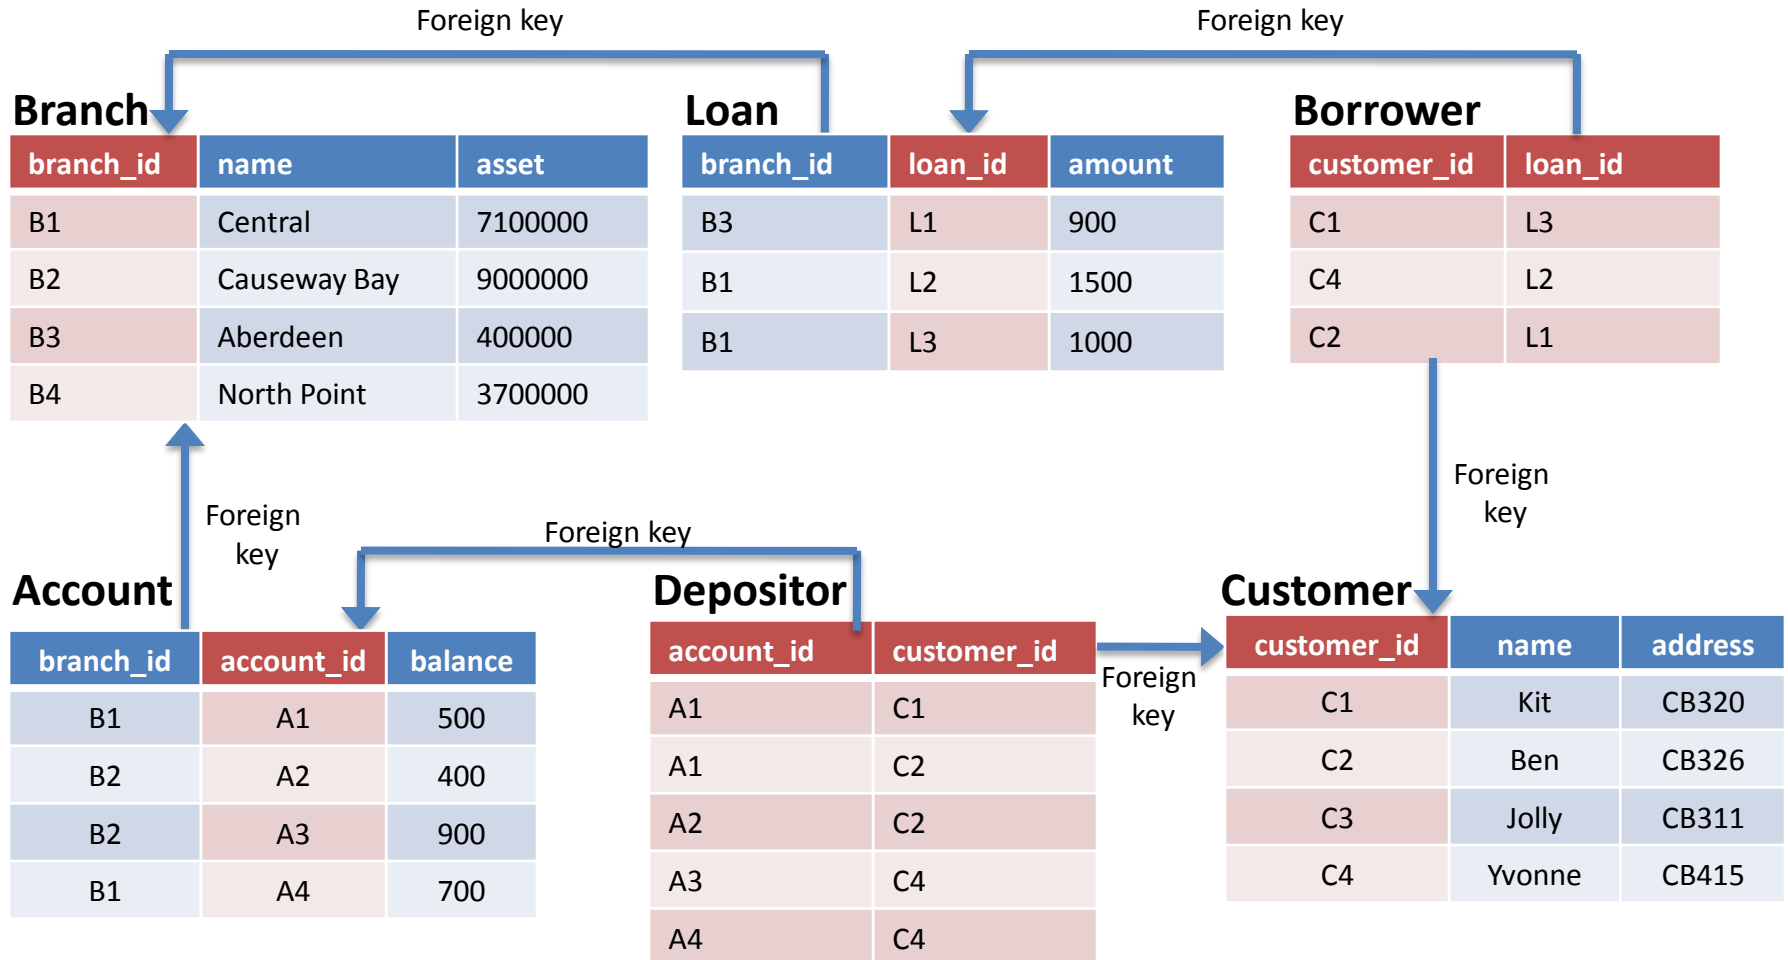 Foreign key
Foreign key
Branch
Loan
Borrower
branch_id name asset
B1 Central 7100000
B2 Causeway Bay 9000000
B3 Aberdeen 400000
B4 North Point 3700000
branch_id loan_id amount
B3 L1 900
B1 L2 1500
B1 L3 1000
customer_id loan_id
C1 L3
C4 L2
C2 L1
Foreign
key
Foreign key
Foreign
key
Account
Depositor
Customer
branch_id account_id balance
B1 A1 500
B2 A2 400
B2 A3 900
B1 A4 700
account_id customer_id
A1 C1
A1 C2
A2 C2
A3 C4
A4 C4
Foreign
key
customer_id name address
C1 Kit CB320
C2 Ben CB326
C3 Jolly CB311
C4 Yvonne CB415